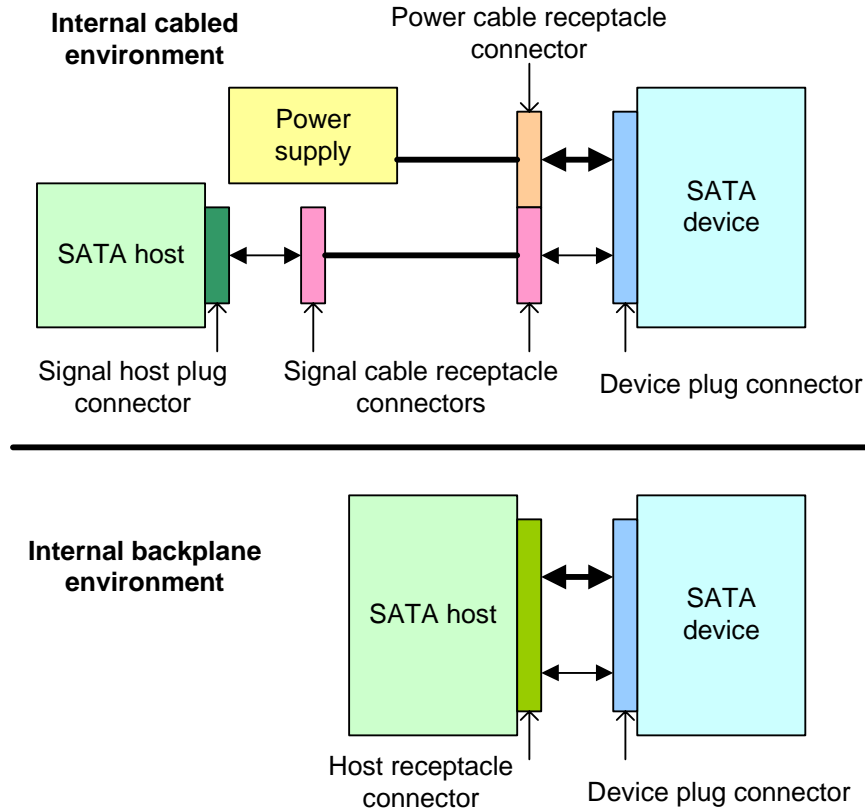 Internal cabled
environment
Power cable receptacle
connector
Power
supply
SATA
device
SATA host
Signal host plug
connector
Signal cable receptacle
connectors
Device plug connector
Internal backplane
environment
SATA host
SATA
device
Host receptacle
connector
Device plug connector